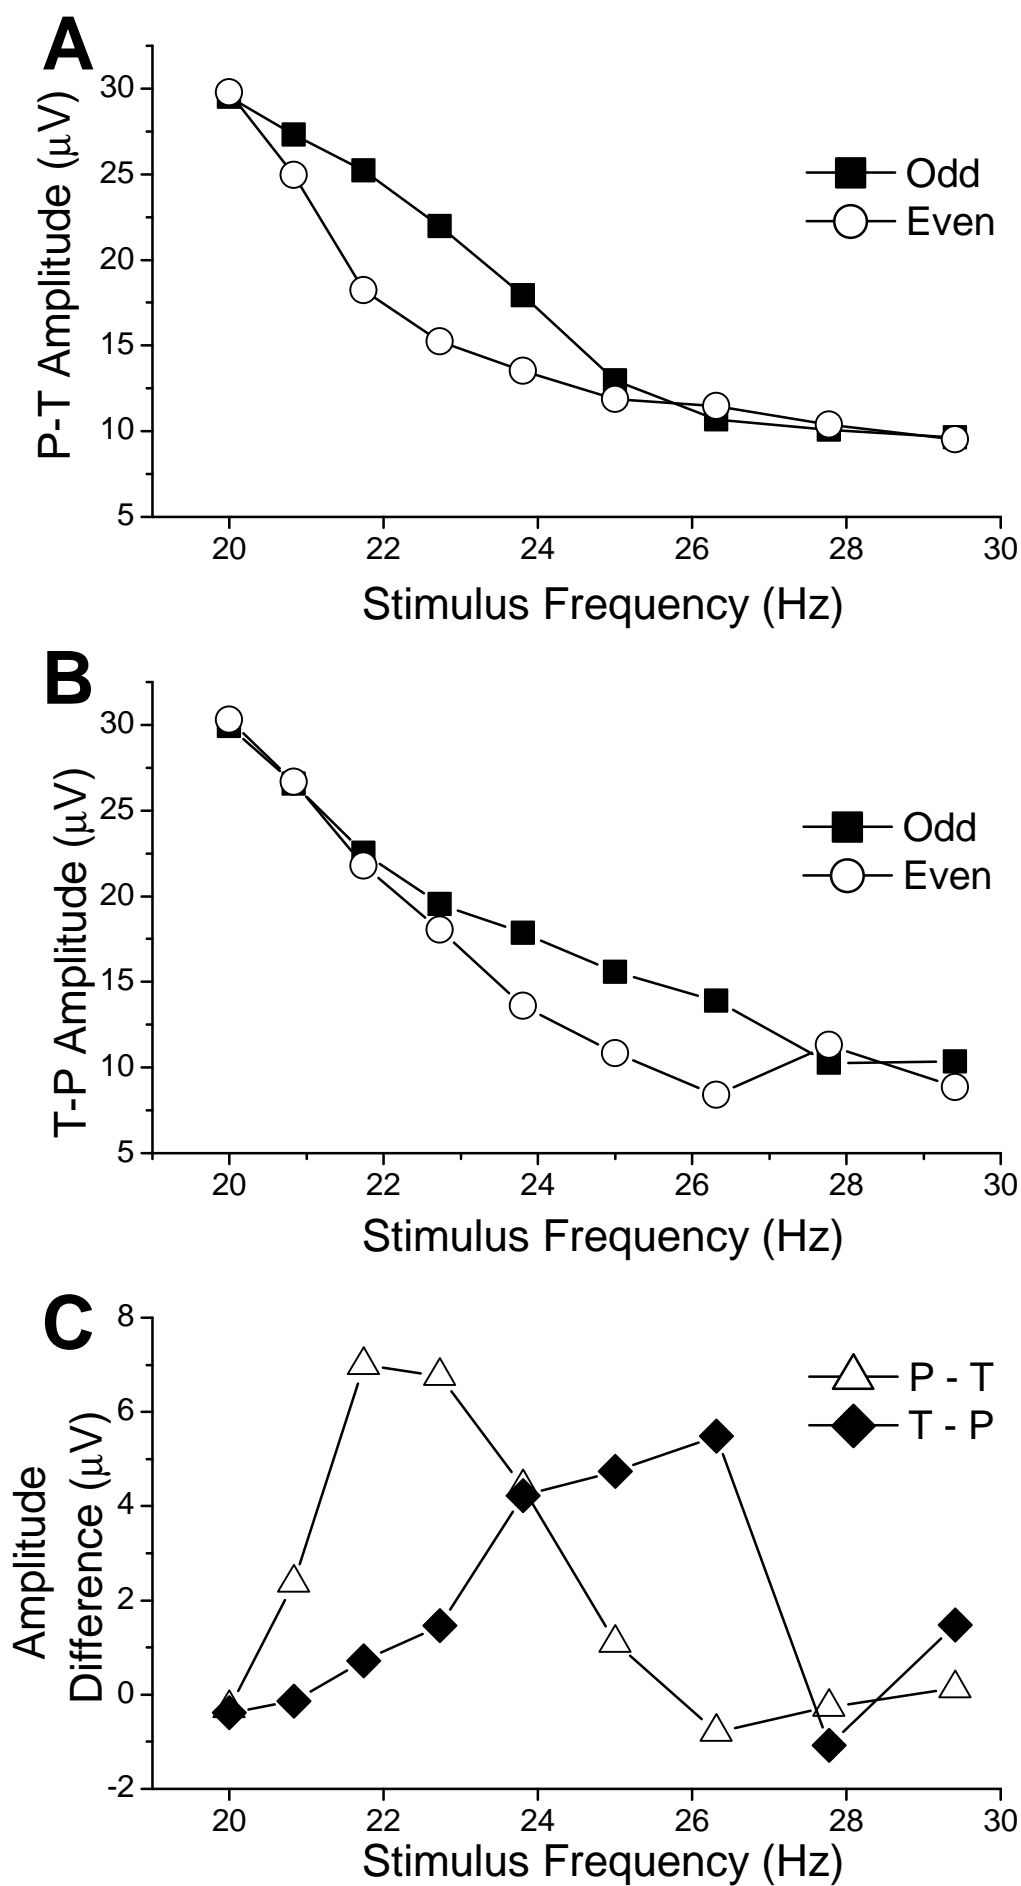 A
P-T Amplitude (μV)
30
25
20
15
10
5
Odd
Even
20 22 24 26 28 30
Stimulus Frequency (Hz)
B
T-P Amplitude (μV)
30
25
20
15
10
5
Odd
Even
20 22 24 26 28 30
Stimulus Frequency (Hz)
C
Amplitude
Difference (μV)
8
6
4
2
0
-2
P - T
T - P
20 22 24 26 28 30
Stimulus Frequency (Hz)